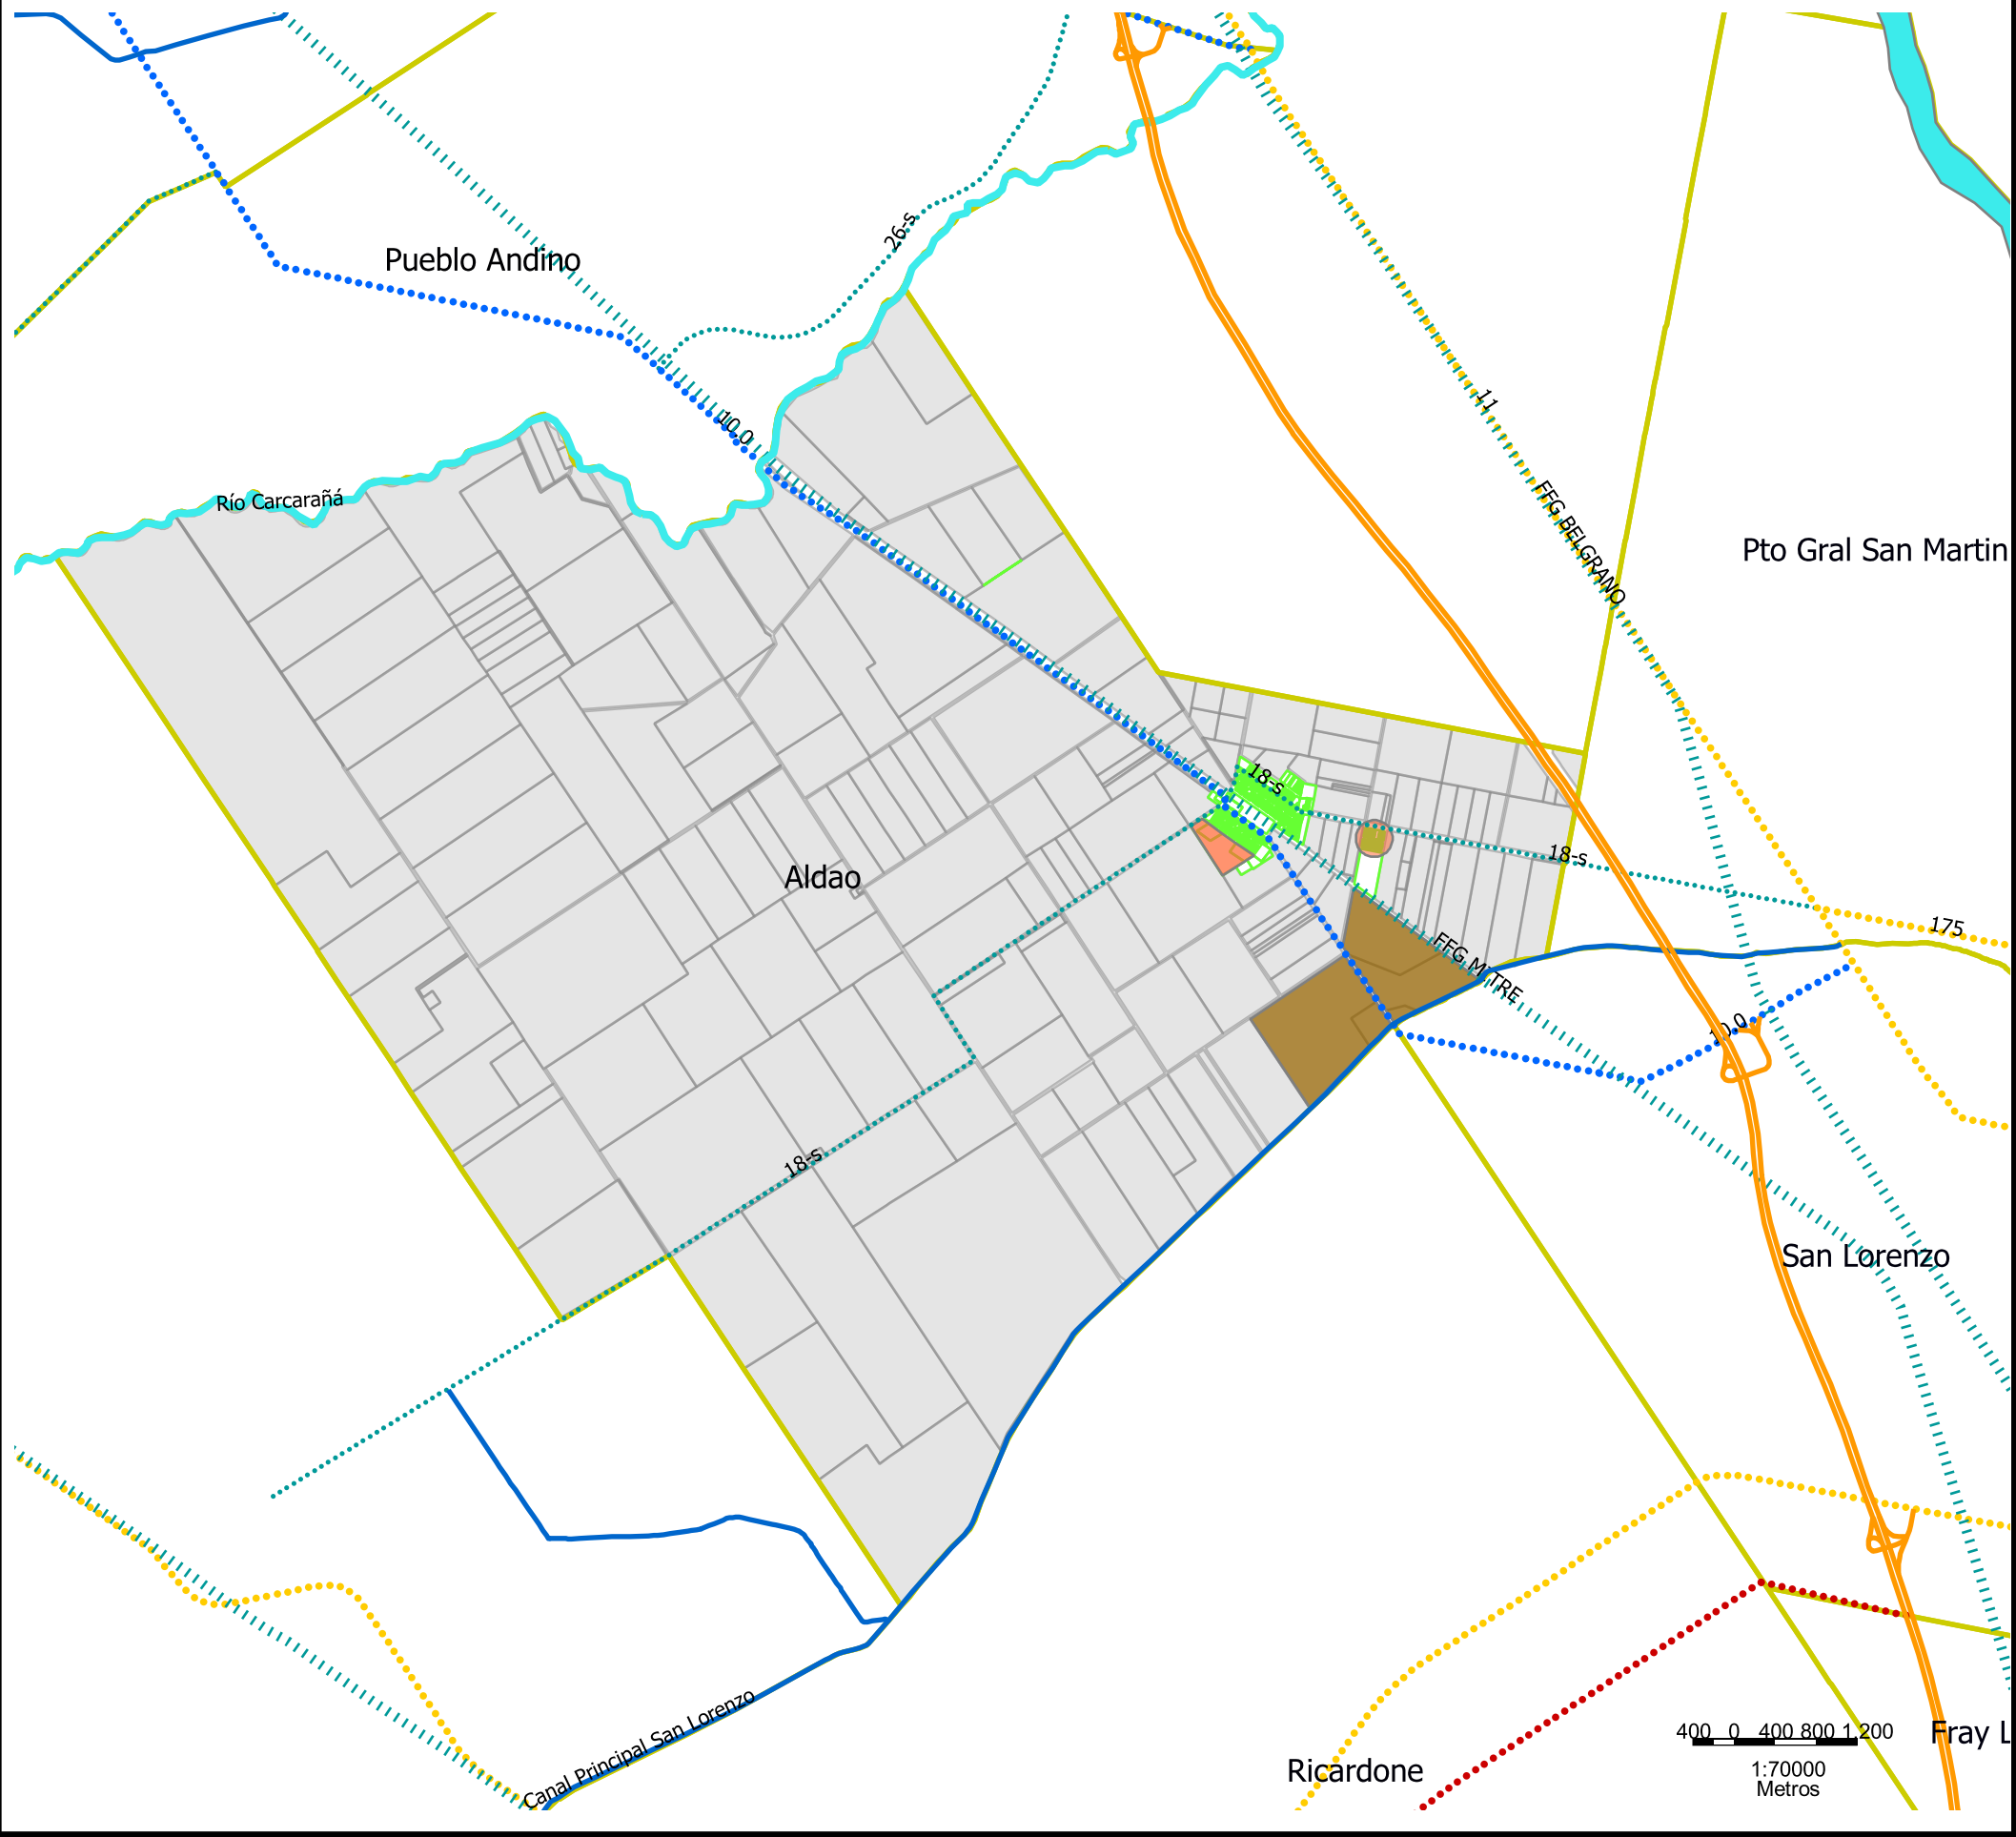 26-s
Pueblo Andino
10.0
11
Río Carcarañá
FFG BELGRANO
Pto Gral San Martin
18-s
18-s
Aldao
175
FFG MITRE
10.0
18-s
San Lorenzo
Canal Principal San Lorenzo
400 0 400 800 1.200
Fray L
1:70000
Ricardone
Metros